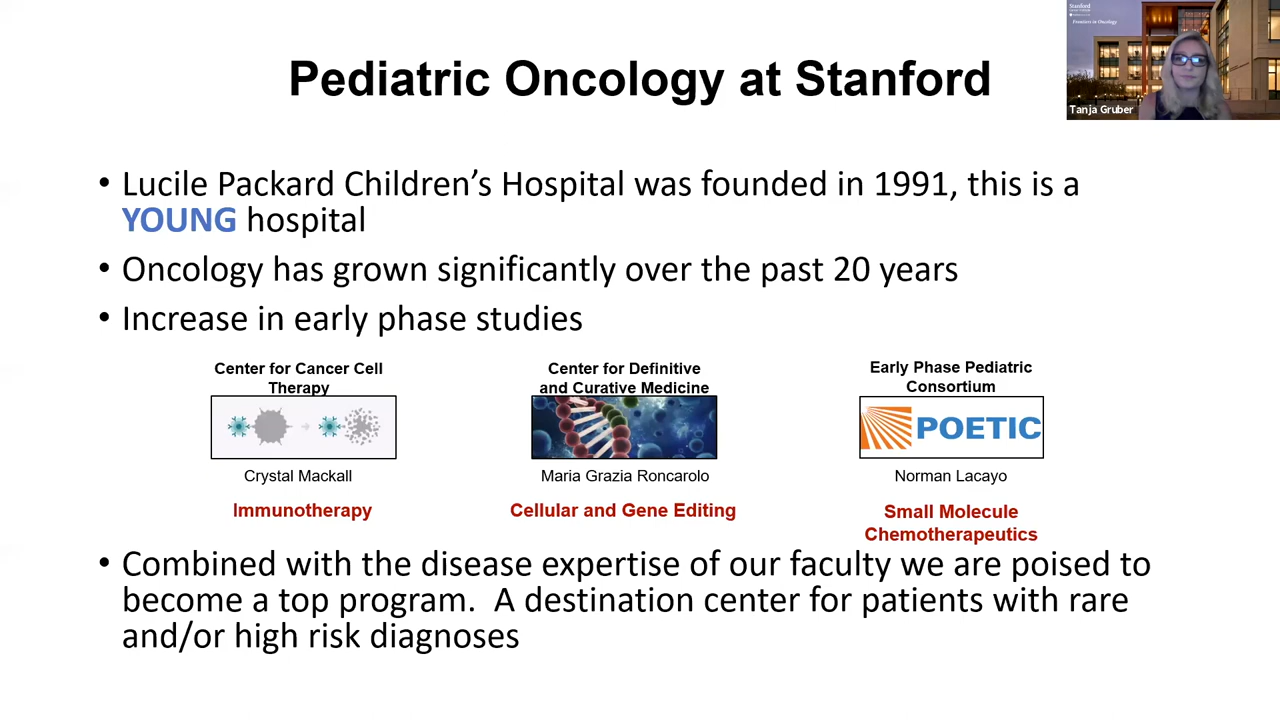 Pediatric Oncology at Stanford
Stanford
Frontiers in Oncology
Tanja Gruber
• Lucile Packard Children’s Hospital was founded in 1991, this is a
YOUNG hospital
• Oncology has grown significantly over the past 20 years
• Increase in early phase studies
Center for Cancer Cell
Therapy
Crystal Mackall
Immunotherapy
Center for Definitive
and Curative Medicine
Maria Grazia Roncarolo
Cellular and Gene Editing
Early Phase Pediatric
Consortium
POETIC
Norman Lacayo
Small Molecule
Chemotherapeutics
• Combined with the disease expertise of our faculty we are poised to
become a top program. A destination center for patients with rare
and/or high risk diagnoses